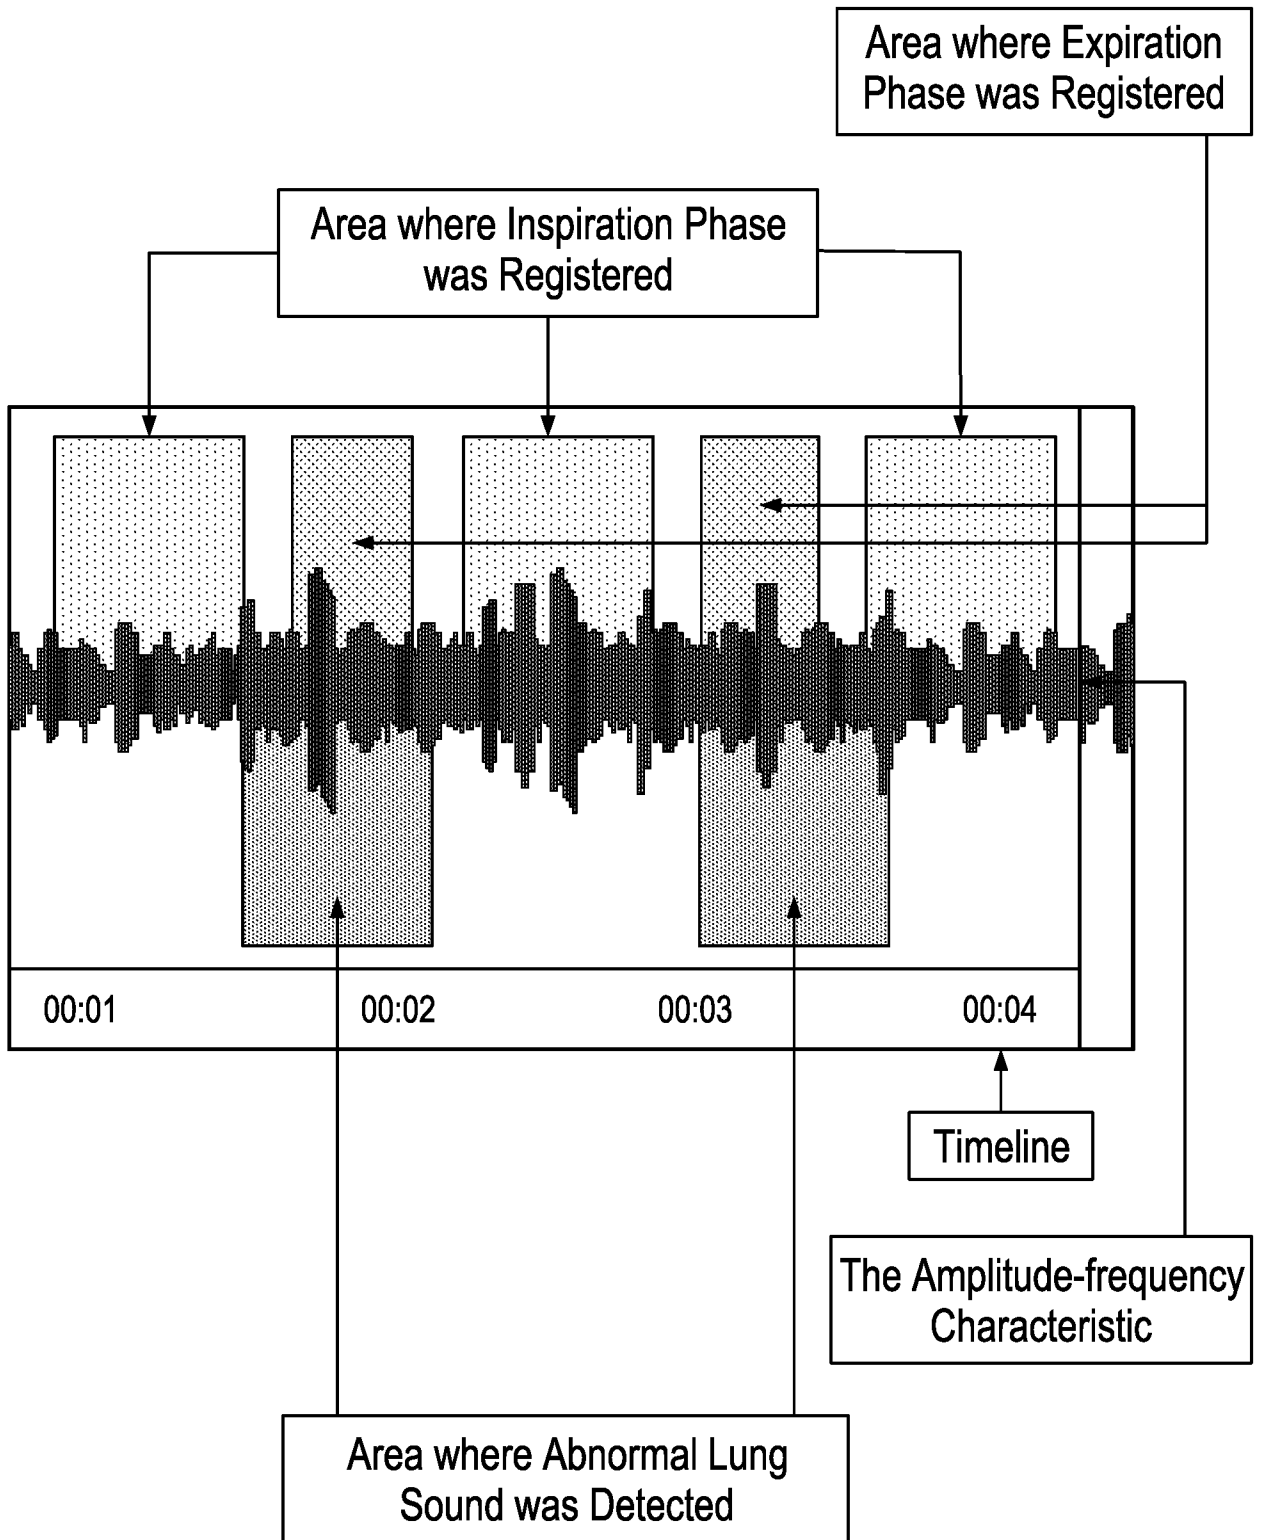 Area where Expiration
Phase was Registered
Area where Inspiration Phase
was Registered
00:01 00:02 00:03 00:04
Timeline
The Amplitude-frequency
Characteristic
Area where Abnormal Lung
Sound was Detected